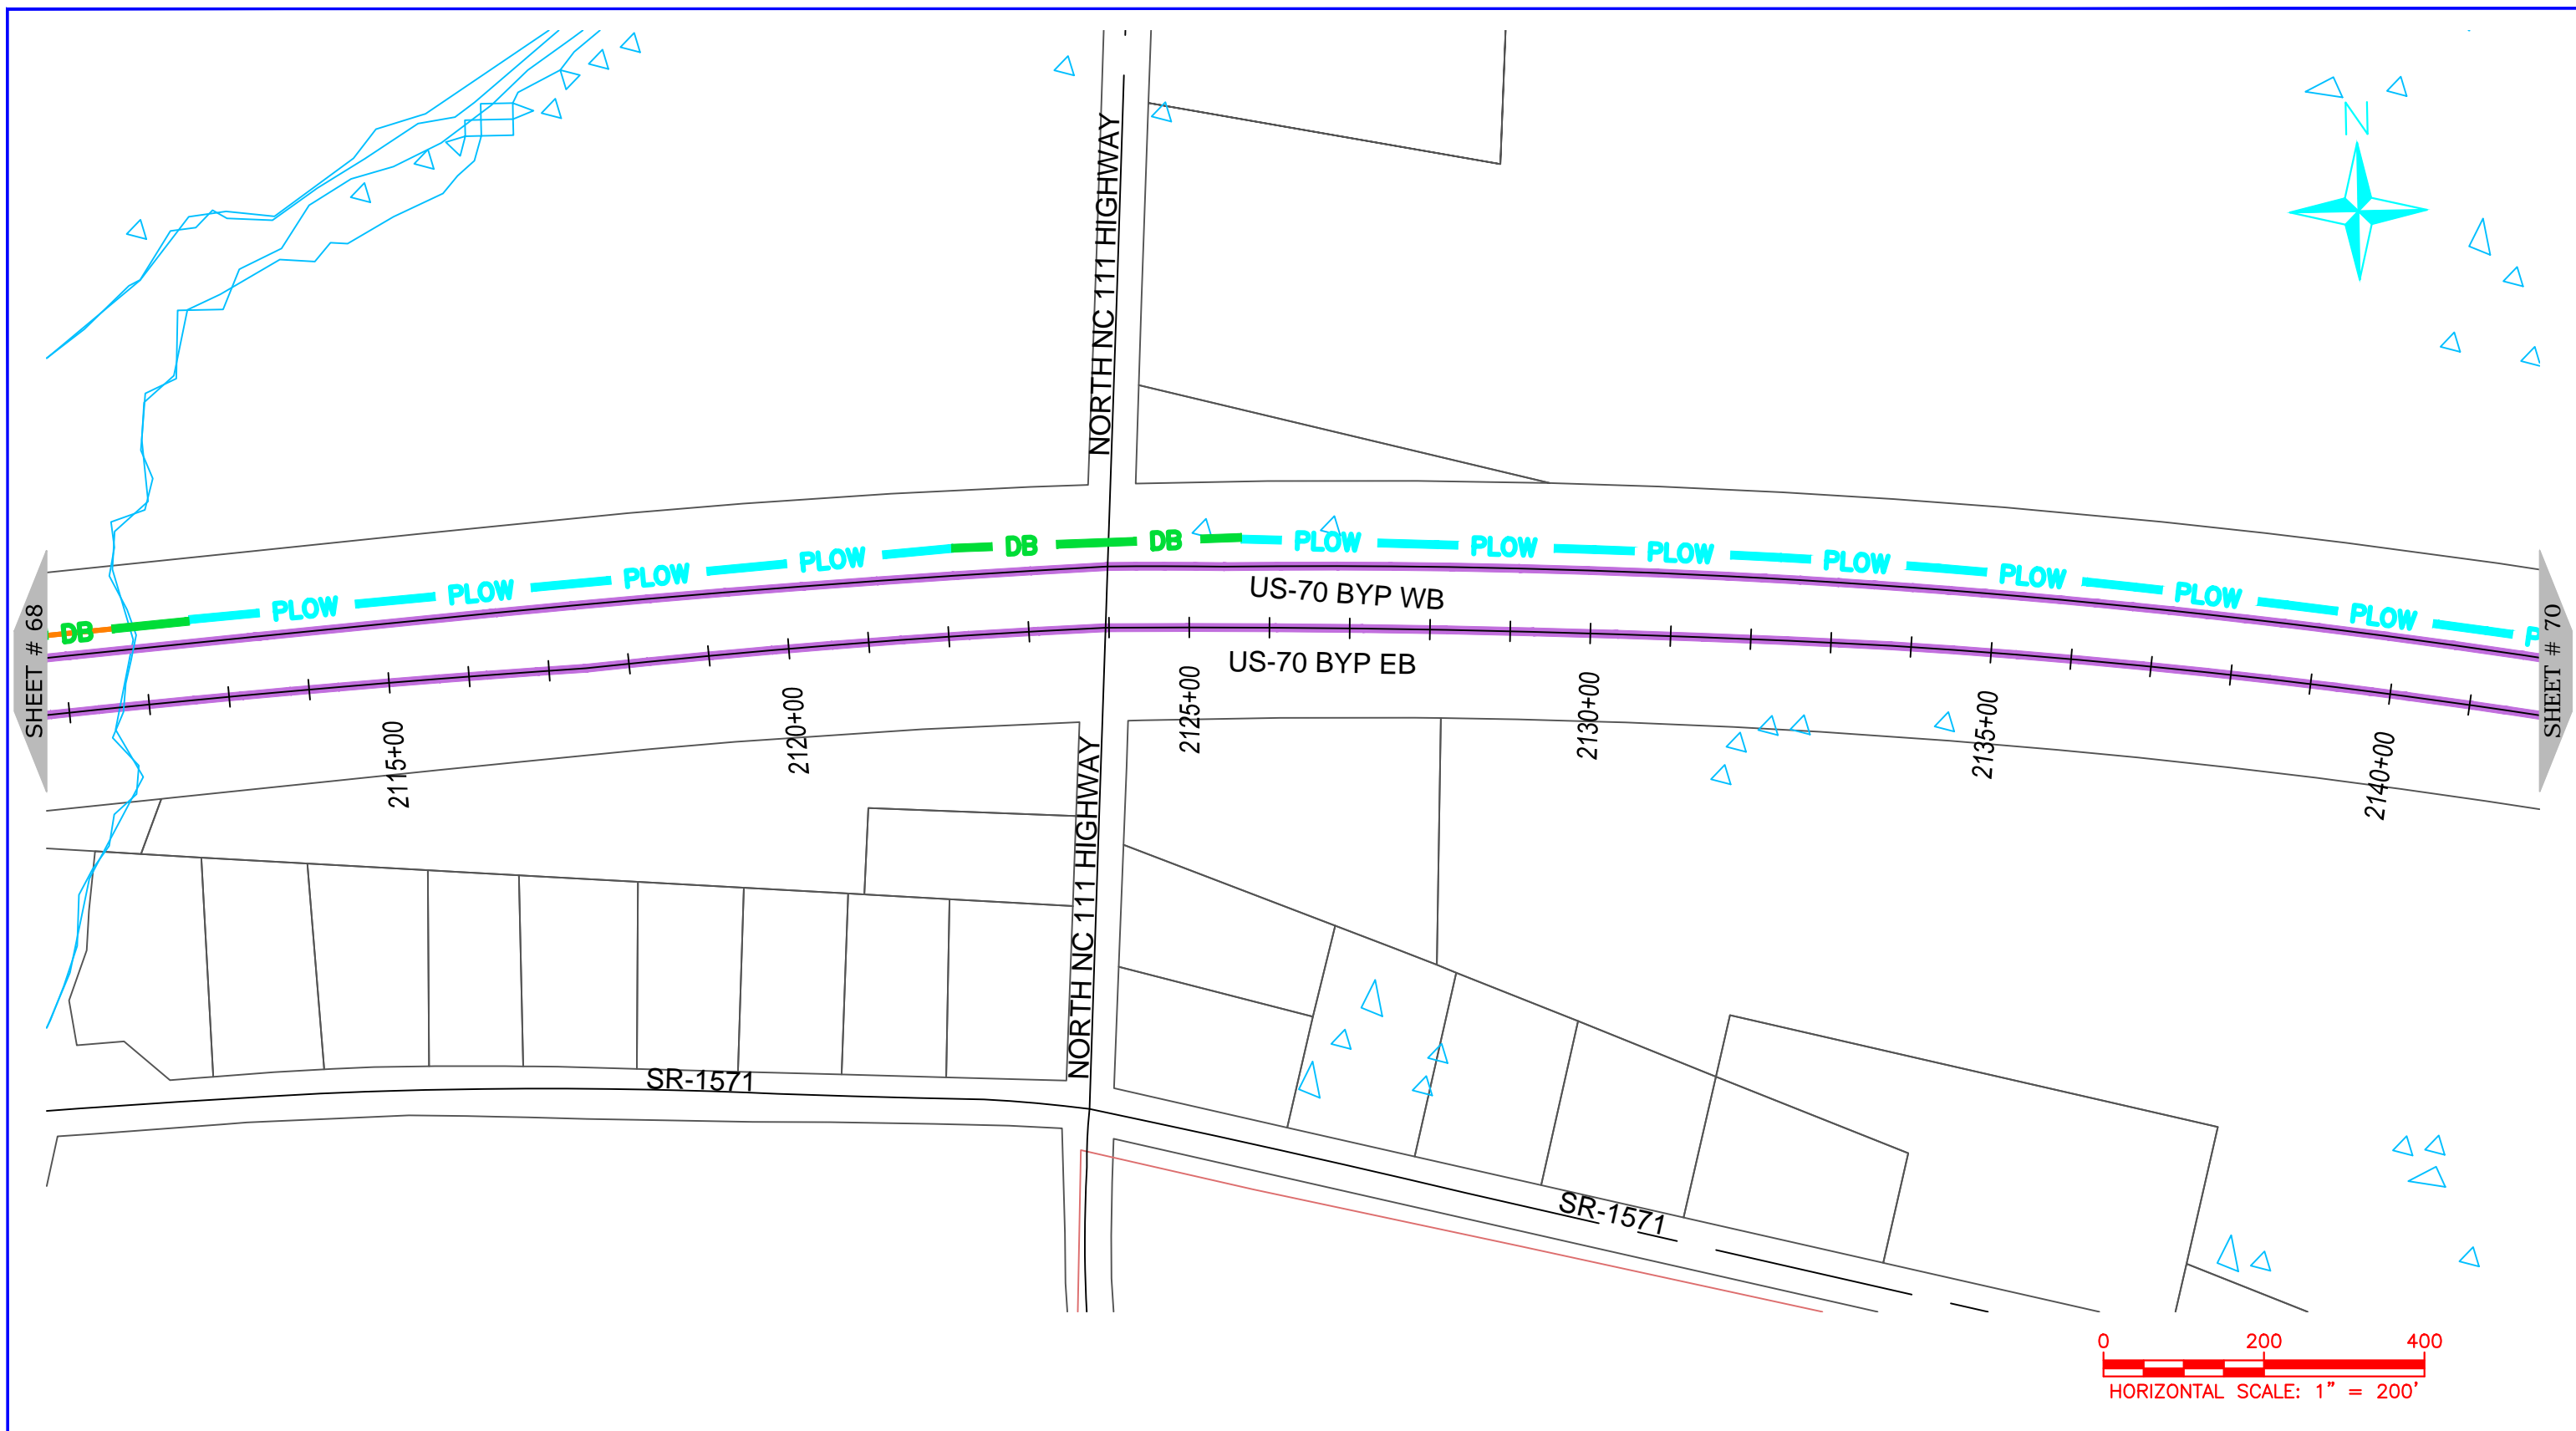 N
NORTH NC 111 HIGHWAY
DB
DB
PLOW
PLOW
PLOW
PLOW
PLOW
PLOW
PLOW
PLOW
PLOW
PLOW
PLOW
DB
P
US-70 BYP WB
US-70 BYP EB
SHEET # 68
SHEET # 70
2115+00
2120+00
2125+00
2130+00
2135+00
2140+00
NORTH NC 111 HIGHWAY
SR-1571
SR-1571
0 200 400
HORIZONTAL SCALE: 1" = 200'